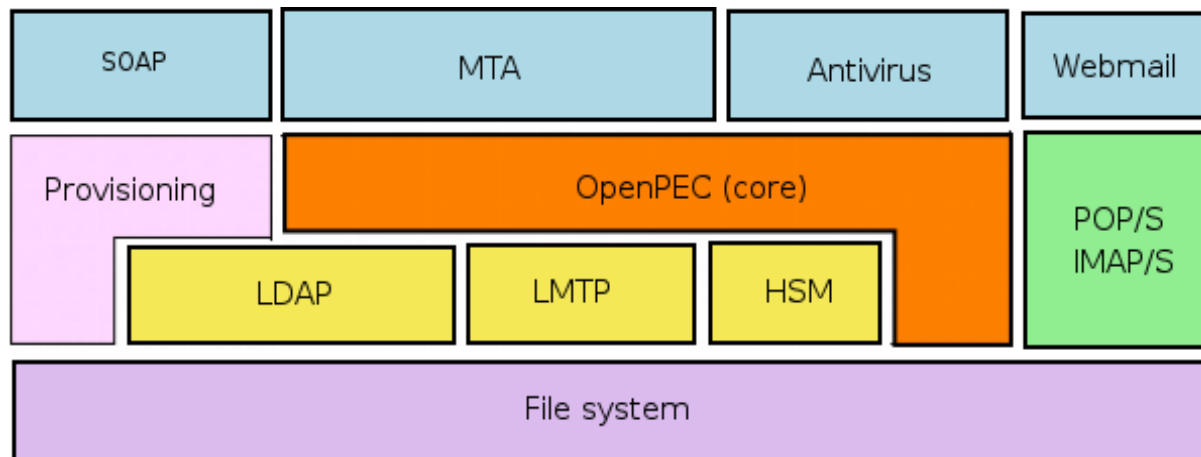 SOAP
MTA
Antivirus
Webmail
Provisioning
OpenPEC (core)
POP/S
IMAP/S
LDAP
LMTP
HSM
File system